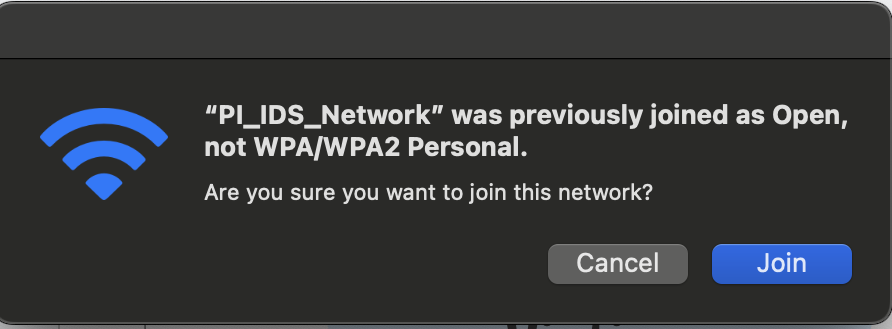 “PI_IDS_Network” was previously joined as Open,
not WPA/WPA2 Personal.
Are you sure you want to join this network?
Cancel
Join